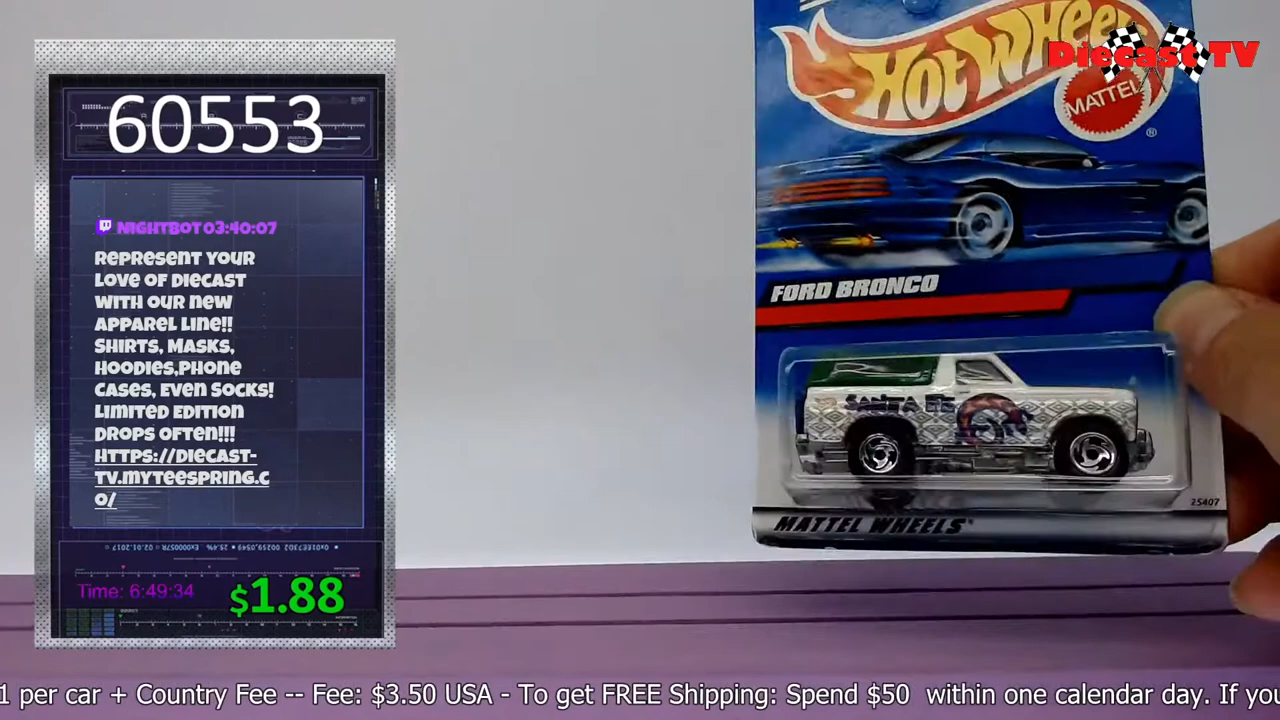 60553
NIGHTBOT 03:40:07
REPRESENT YOUR
LOVE OF DIECAST
WITH OUR NEW
APPAREL LINE!!
SHIRTS, MASKS,
HOODIES,PHONE
CASES, EVEN SOCKS!
LIMITED EDITION
DROPS OFTEN!!!
HTTPS://DIECAST-
TV.MYTEESPRING.C
O/
Time: 6:49:34
$1.88
HOT WHEEL
Diecast TV
MATTEL
FORD BRONCO
SANTA FE
25407
MATTEL WHEELS
1 per car + Country Fee -- Fee: $3.50 USA - To get FREE Shipping: Spend $50 within one calendar day. If you